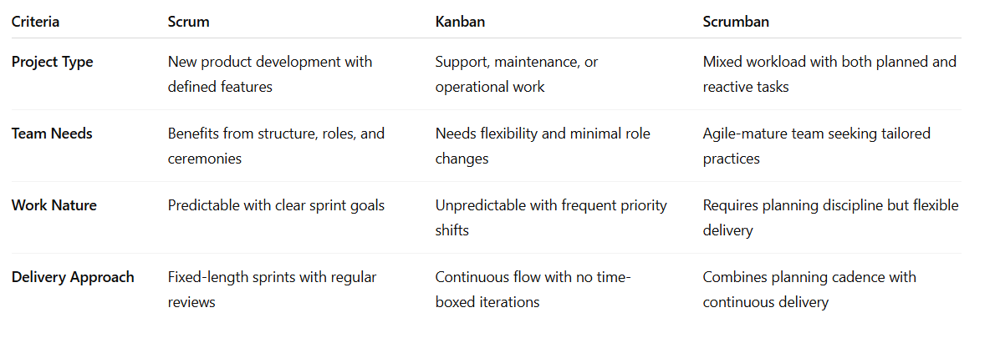 Criteria Scrum Kanban Scrumban
Project Type New product development with Support, maintenance, or Mixed workload with both planned and
defined features operational work reactive tasks
Team Needs Benefits from structure, roles, and Needs flexibility and minimal role Agile-mature team seeking tailored
ceremonies changes practices
Work Nature Predictable with clear sprint goals Unpredictable with frequent priority Requires planning discipline but flexible
shifts delivery
Delivery Approach Fixed-length sprints with regular Continuous flow with no time- Combines planning cadence with
reviews boxed iterations continuous delivery